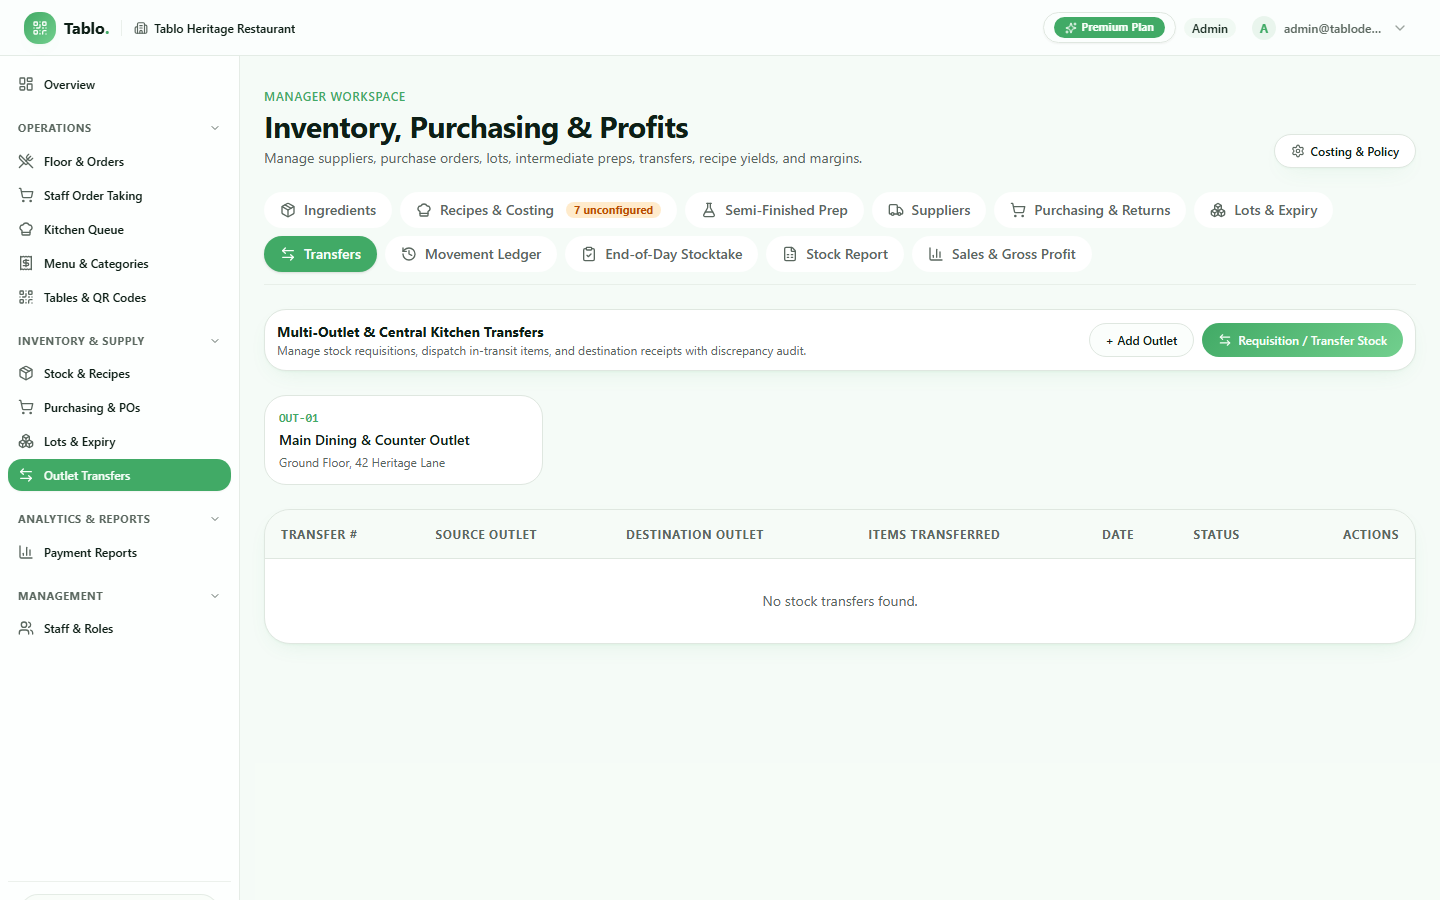 Tablo.
Tablo Heritage Restaurant
Premium Plan
Admin
A
admin@tablode...
Overview
OPERATIONS
Floor & Orders
Staff Order Taking
Kitchen Queue
Menu & Categories
Tables & QR Codes
INVENTORY & SUPPLY
Stock & Recipes
Purchasing & POs
Lots & Expiry
Outlet Transfers
ANALYTICS & REPORTS
Payment Reports
MANAGEMENT
Staff & Roles
MANAGER WORKSPACE
Inventory, Purchasing & Profits
Manage suppliers, purchase orders, lots, intermediate preps, transfers, recipe yields, and margins.
Costing & Policy
Ingredients
Recipes & Costing 7 unconfigured
Semi-Finished Prep
Suppliers
Purchasing & Returns
Lots & Expiry
Transfers
Movement Ledger
End-of-Day Stocktake
Stock Report
Sales & Gross Profit
Multi-Outlet & Central Kitchen Transfers
Manage stock requisitions, dispatch in-transit items, and destination receipts with discrepancy audit.
+ Add Outlet
Requisition / Transfer Stock
OUT-01
Main Dining & Counter Outlet
Ground Floor, 42 Heritage Lane
TRANSFER # SOURCE OUTLET DESTINATION OUTLET ITEMS TRANSFERRED DATE STATUS ACTIONS
No stock transfers found.